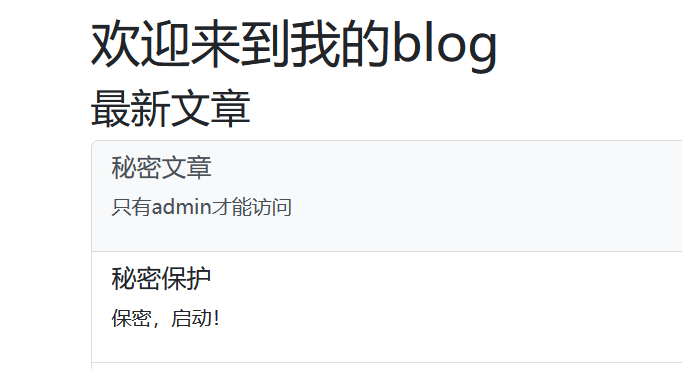 欢迎来到我的blog
最新文章
秘密文章
只有admin才能访问
秘密保护
保密，启动！